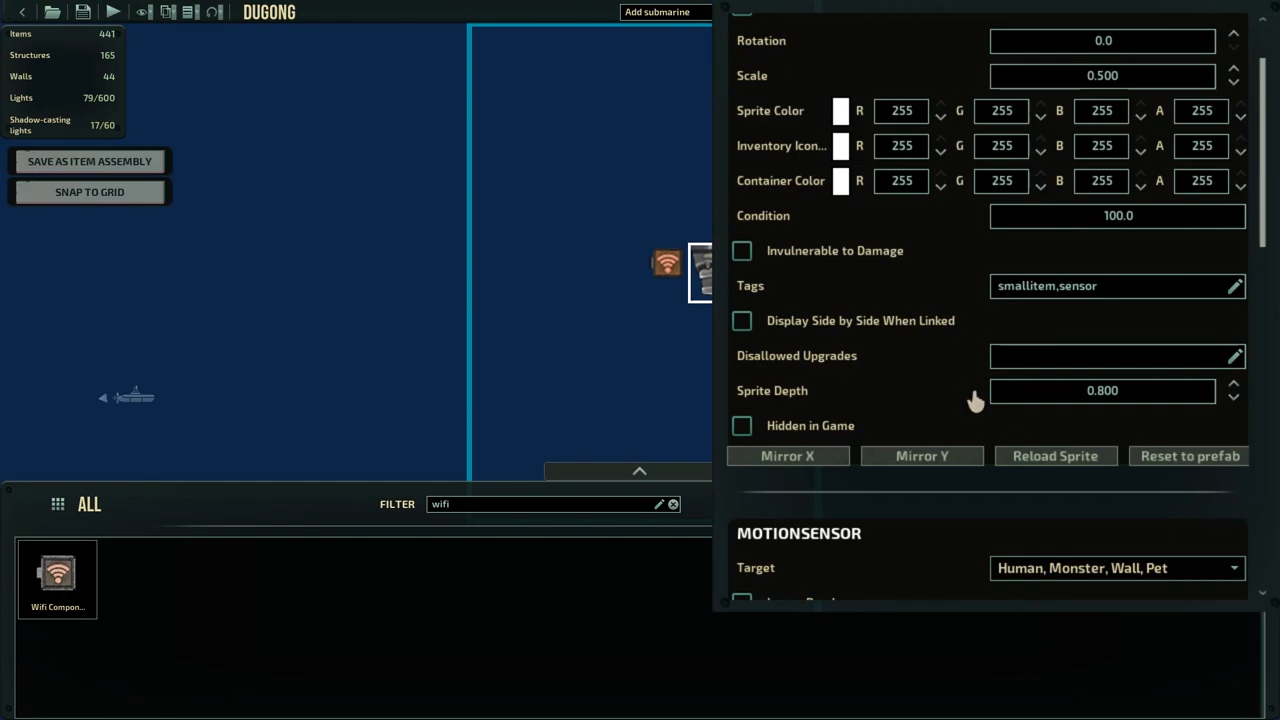 DUGONG
Add submarine
Items 441
Structures 165
Walls 44
Lights 79/600
Shadow-casting lights 17/60
SAVE AS ITEM ASSEMBLY
SNAP TO GRID
Rotation 0.0
Scale 0.500
Sprite Color R 255 G 255 B 255 A 255
Inventory Icon... R 255 G 255 B 255 A 255
Container Color R 255 G 255 B 255 A 255
Condition 100.0
Invulnerable to Damage
Tags smallitem,sensor
Display Side by Side When Linked
Disallowed Upgrades
Sprite Depth 0.800
Hidden in Game
Mirror X Mirror Y Reload Sprite Reset to prefab
MOTIONSENSOR
Target Human, Monster, Wall, Pet
ALL
FILTER wifi
Wifi Compon...